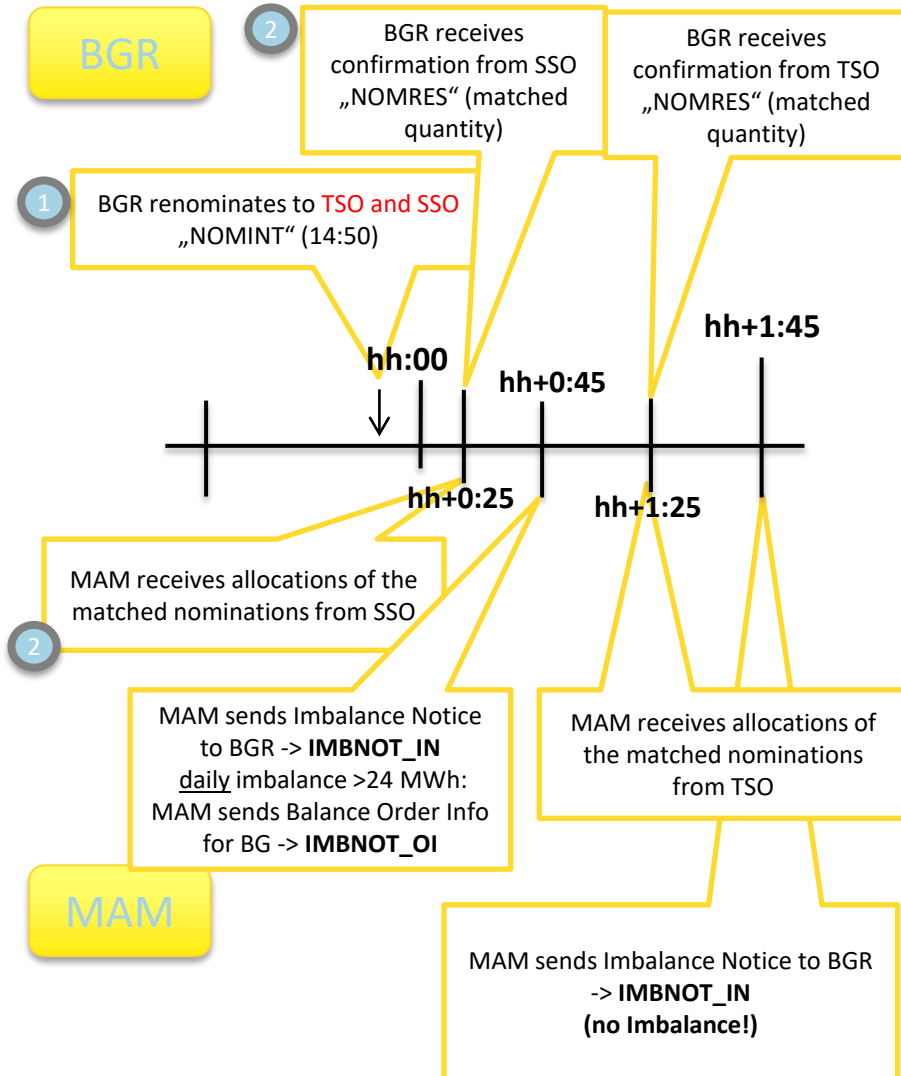 BGR
2
BGR receives
confirmation from SSO
„NOMRES“ (matched
quantity)
BGR receives
confirmation from TSO
„NOMRES“ (matched
quantity)
1
BGR renominates to TSO and SSO
„NOMINT“ (14:50)
hh:00
hh+0:45
hh+1:45
hh+0:25
hh+1:25
MAM receives allocations of the
matched nominations from SSO
2
MAM sends Imbalance Notice
to BGR -> IMBNOT_IN
daily imbalance >24 MWh:
MAM sends Balance Order Info
for BG -> IMBNOT_OI
MAM receives allocations of
the matched nominations
from TSO
MAM
MAM sends Imbalance Notice to BGR
-> IMBNOT_IN
(no Imbalance!)